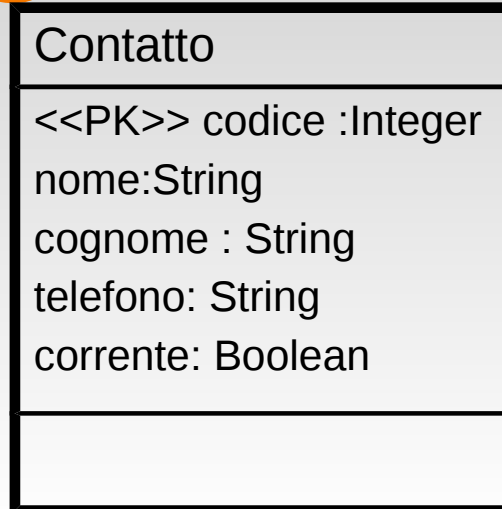 Contatto
<<PK>> codice :Integer
nome:String
cognome : String
telefono: String
corrente: Boolean